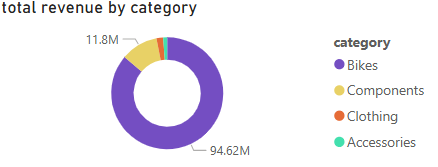 total revenue by category
11.8M
94.62M
category
Bikes
Components
Clothing
Accessories